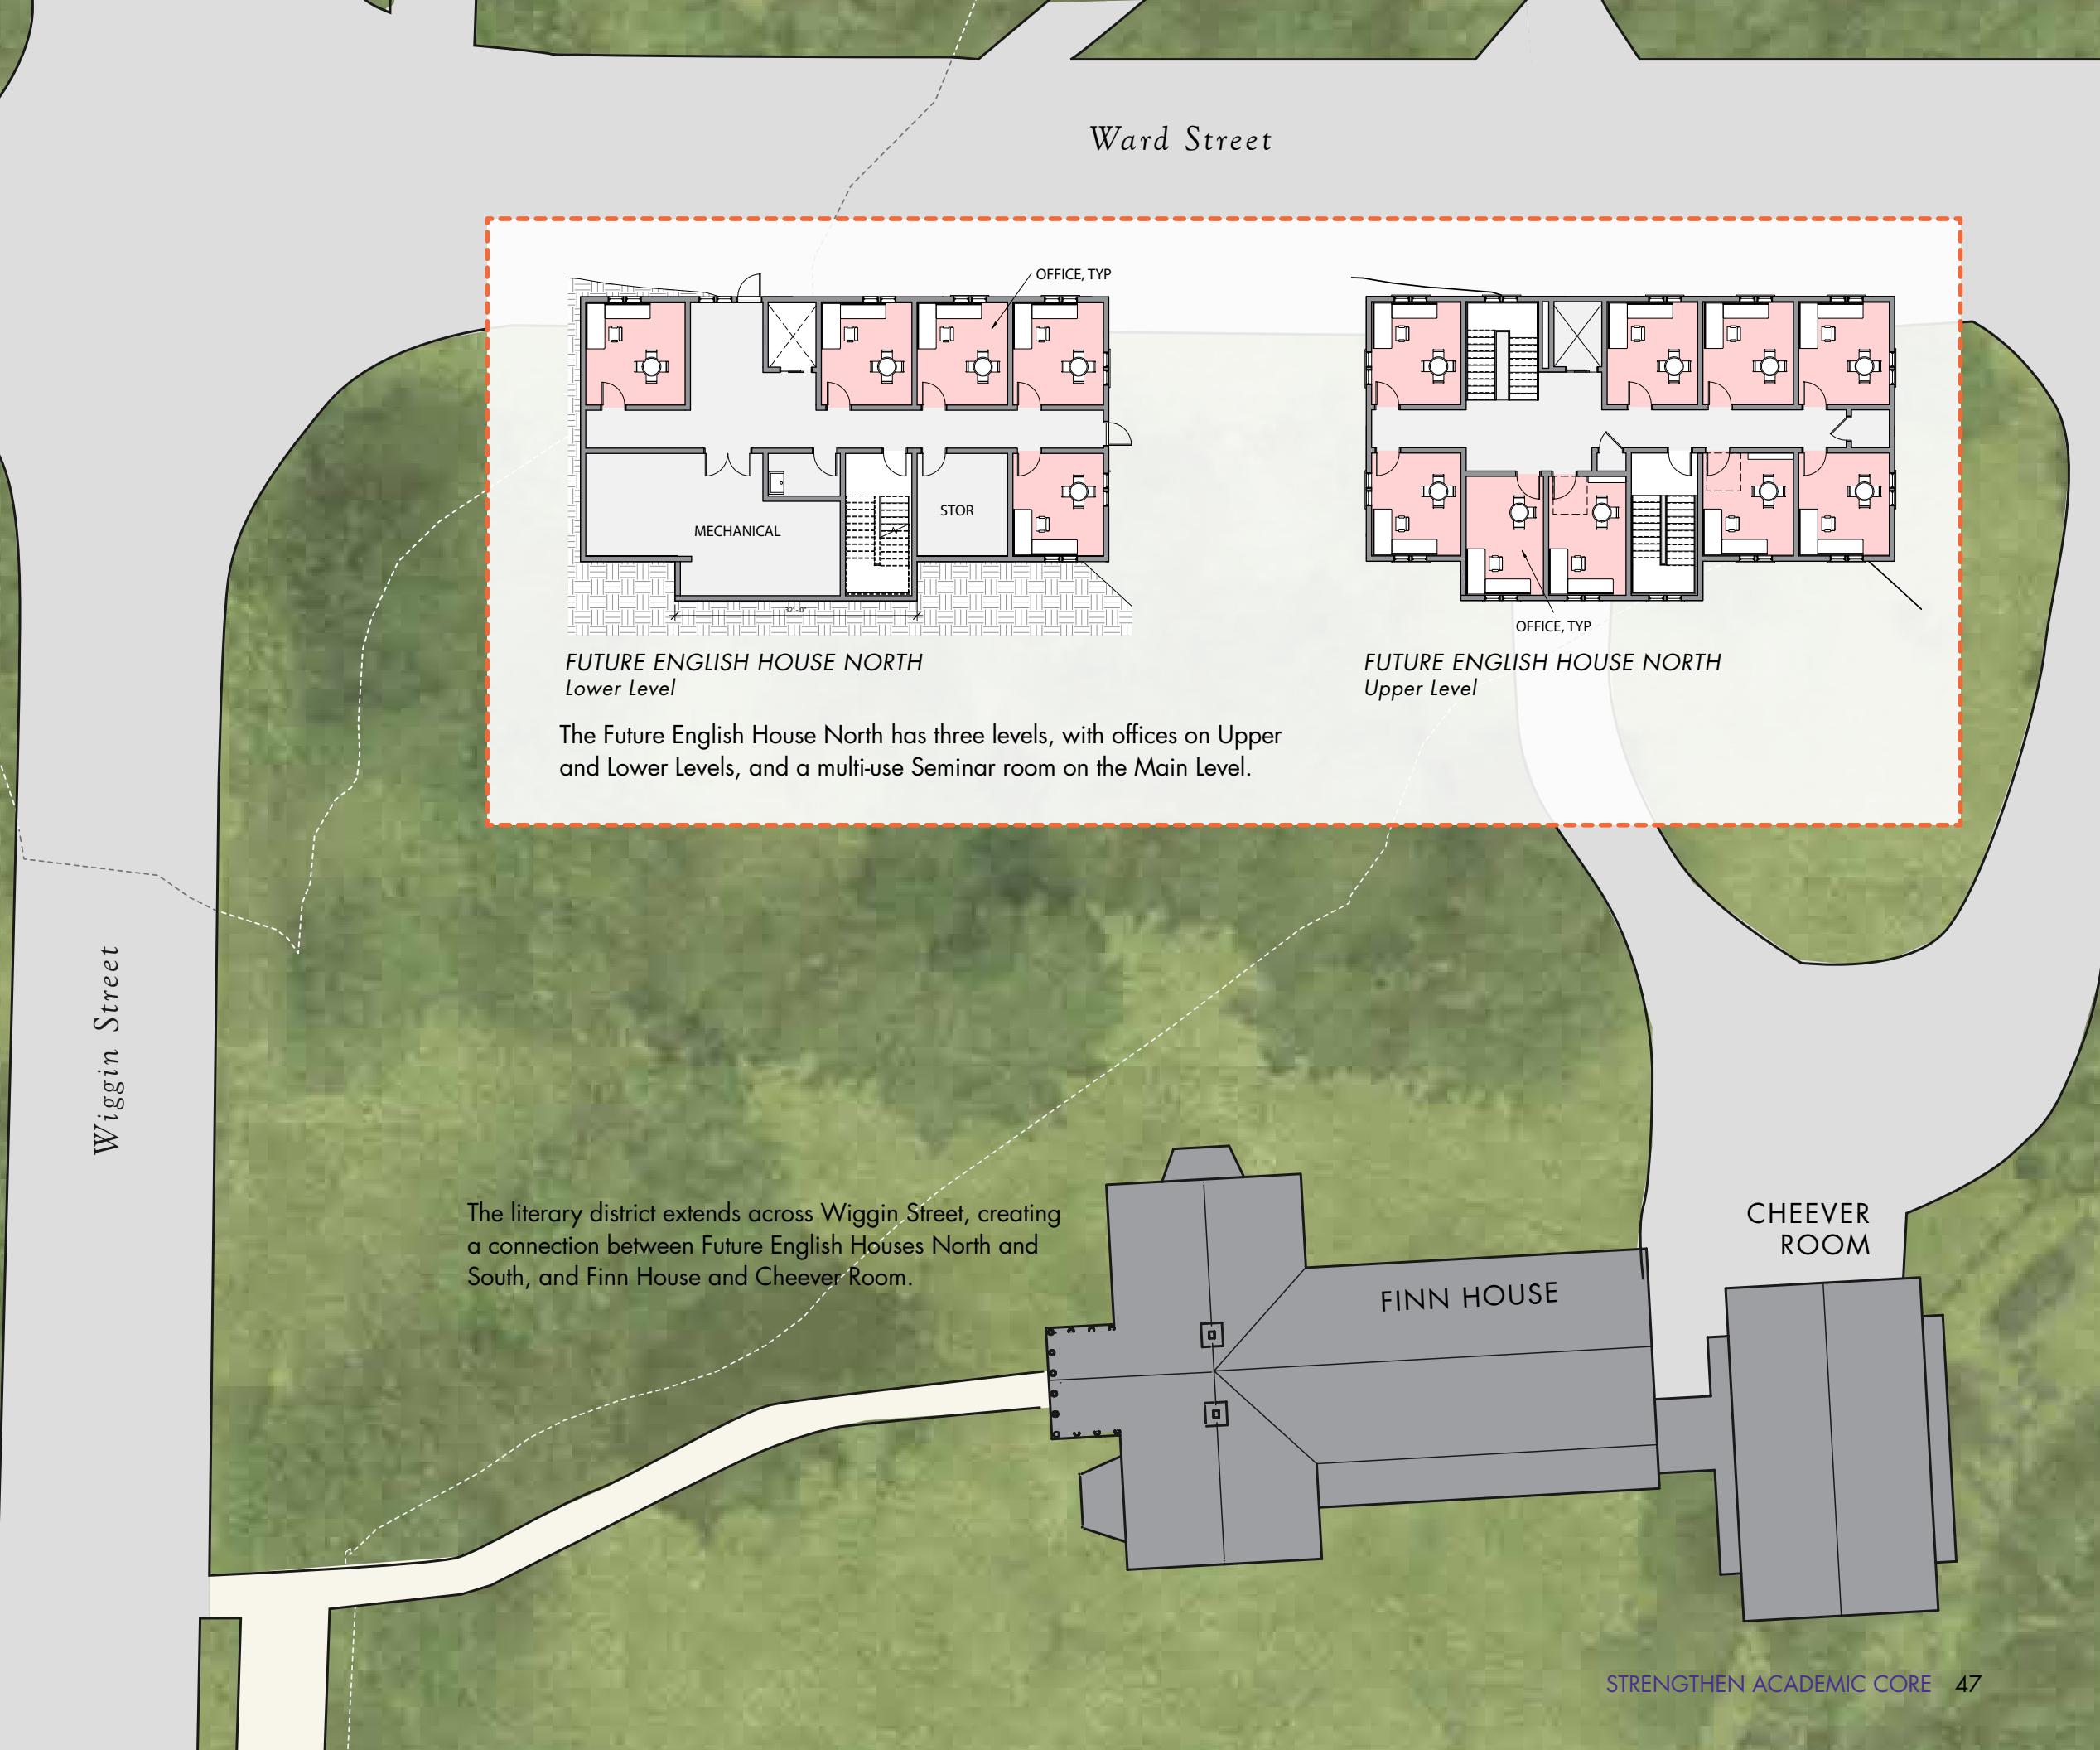 Ward Street
OFFICE, TYP
MECHANICAL
STOR
32'-0"
OFFICE, TYP
FUTURE ENGLISH HOUSE NORTH
Lower Level
FUTURE ENGLISH HOUSE NORTH
Upper Level
The Future English House North has three levels, with offices on Upper
and Lower Levels, and a multi-use Seminar room on the Main Level.
Wiggin Street
The literary district extends across Wiggin Street, creating
a connection between Future English Houses North and
South, and Finn House and Cheever Room.
FINN HOUSE
CHEEVER
ROOM
STRENGTHEN ACADEMIC CORE 47